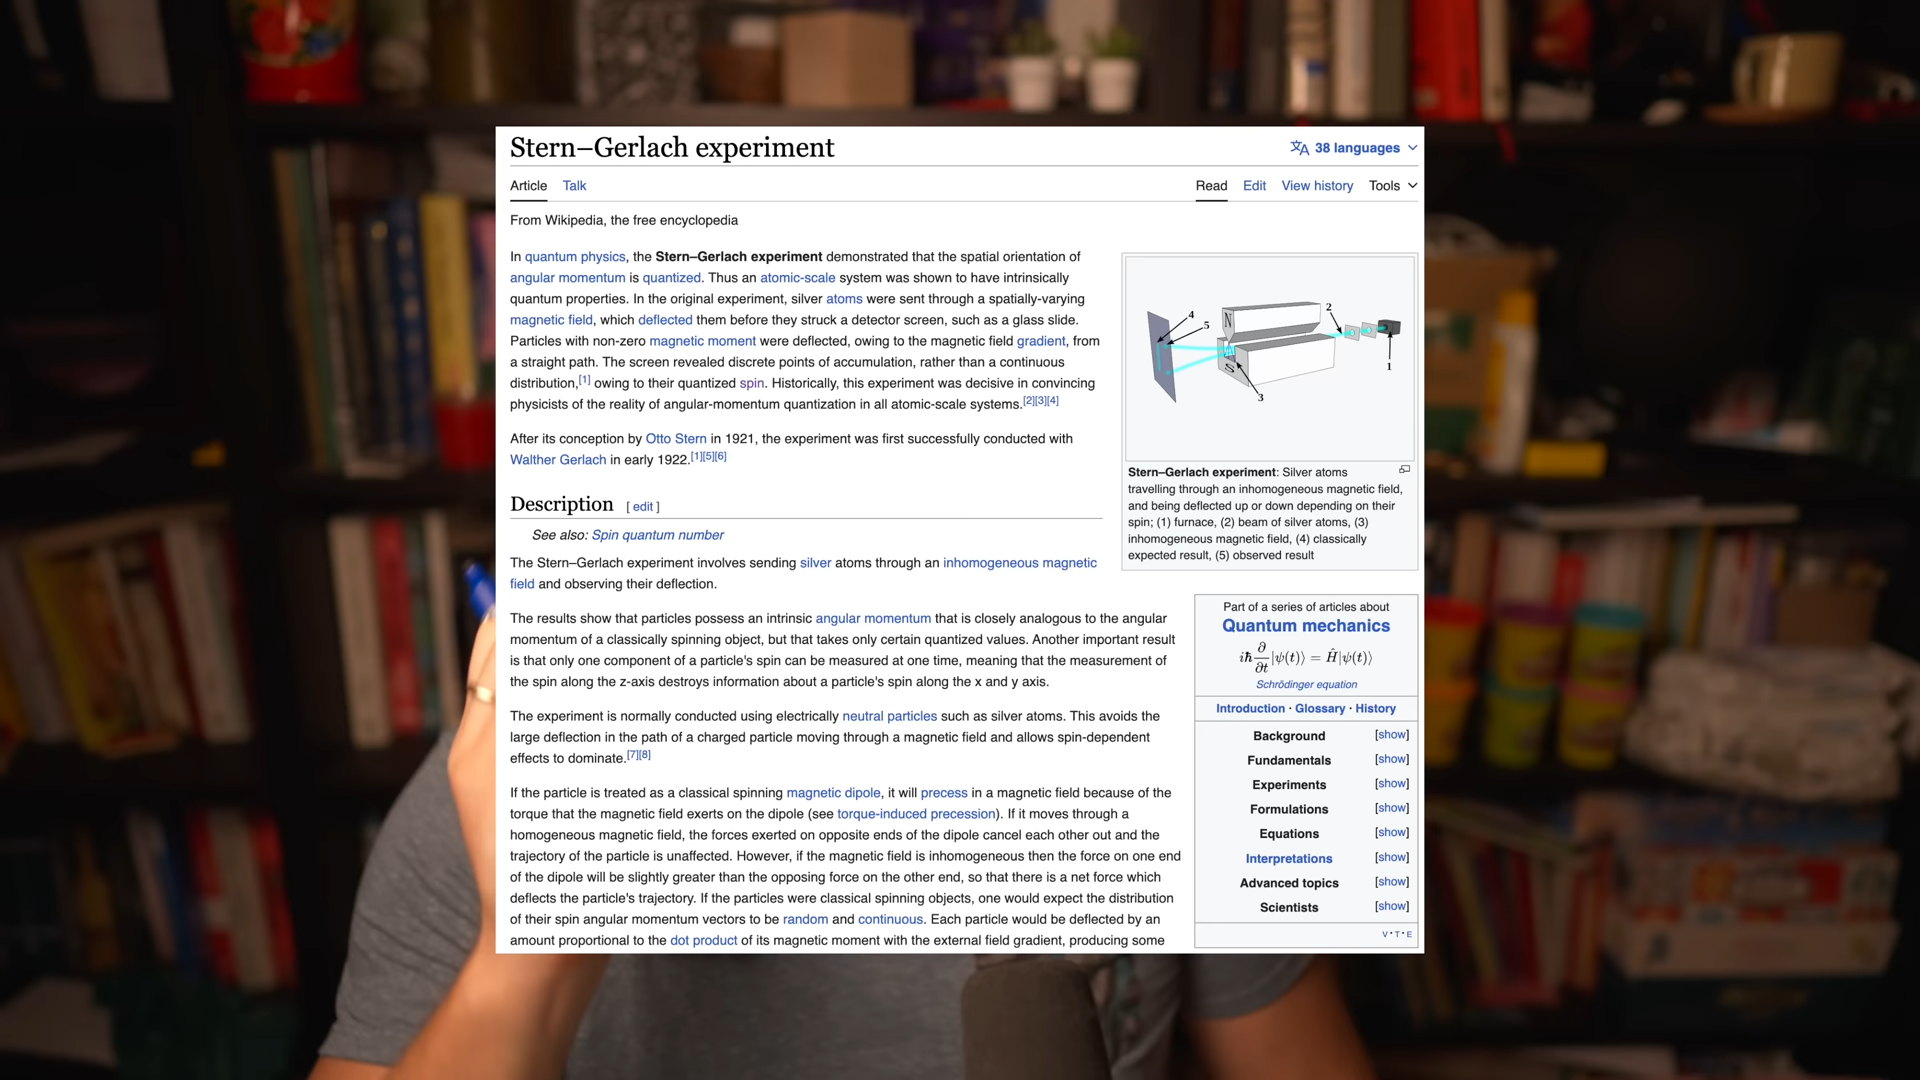 Stern–Gerlach experiment
38 languages
Article Talk
Read Edit View history Tools
From Wikipedia, the free encyclopedia
In quantum physics, the Stern–Gerlach experiment demonstrated that the spatial orientation of
angular momentum is quantized. Thus an atomic-scale system was shown to have intrinsically
quantum properties. In the original experiment, silver atoms were sent through a spatially-varying
magnetic field, which deflected them before they struck a detector screen, such as a glass slide.
Particles with non-zero magnetic moment were deflected, owing to the magnetic field gradient, from
a straight path. The screen revealed discrete points of accumulation, rather than a continuous
distribution,[1] owing to their quantized spin. Historically, this experiment was decisive in convincing
physicists of the reality of angular-momentum quantization in all atomic-scale systems.[2][3][4]
After its conception by Otto Stern in 1921, the experiment was first successfully conducted with
Walther Gerlach in early 1922.[1][5][6]
Description [ edit ]
See also: Spin quantum number
The Stern–Gerlach experiment involves sending silver atoms through an inhomogeneous magnetic
field and observing their deflection.
The results show that particles possess an intrinsic angular momentum that is closely analogous to the angular
momentum of a classically spinning object, but that takes only certain quantized values. Another important result
is that only one component of a particle's spin can be measured at one time, meaning that the measurement of
the spin along the z-axis destroys information about a particle's spin along the x and y axis.
The experiment is normally conducted using electrically neutral particles such as silver atoms. This avoids the
large deflection in the path of a charged particle moving through a magnetic field and allows spin-dependent
effects to dominate.[7][8]
If the particle is treated as a classical spinning magnetic dipole, it will precess in a magnetic field because of the
torque that the magnetic field exerts on the dipole (see torque-induced precession). If it moves through a
homogeneous magnetic field, the forces exerted on opposite ends of the dipole cancel each other out and the
trajectory of the particle is unaffected. However, if the magnetic field is inhomogeneous then the force on one end
of the dipole will be slightly greater than the opposing force on the other end, so that there is a net force which
deflects the particle's trajectory. If the particles were classical spinning objects, one would expect the distribution
of their spin angular momentum vectors to be random and continuous. Each particle would be deflected by an
amount proportional to the dot product of its magnetic moment with the external field gradient, producing some
4
5
N
S
2
1
3
Stern–Gerlach experiment: Silver atoms
travelling through an inhomogeneous magnetic field,
and being deflected up or down depending on their
spin; (1) furnace, (2) beam of silver atoms, (3)
inhomogeneous magnetic field, (4) classically
expected result, (5) observed result
Part of a series of articles about
Quantum mechanics
iħ ∂/∂t |ψ(t)⟩ = Ĥ|ψ(t)⟩
Schrödinger equation
Introduction · Glossary · History
Background [show]
Fundamentals [show]
Experiments [show]
Formulations [show]
Equations [show]
Interpretations [show]
Advanced topics [show]
Scientists [show]
V·T·E